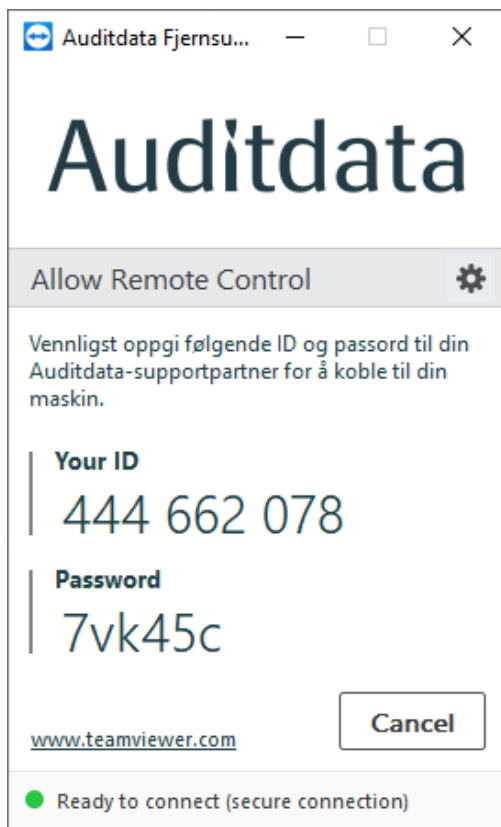 Auditdata Fjernsu...
Auditdata
Allow Remote Control
Vennligst oppgi følgende ID og passord til din
Auditdata-supportpartner for å koble til din
maskin.
Your ID
444 662 078
Password
7vk45c
Cancel
www.teamviewer.com
Ready to connect (secure connection)